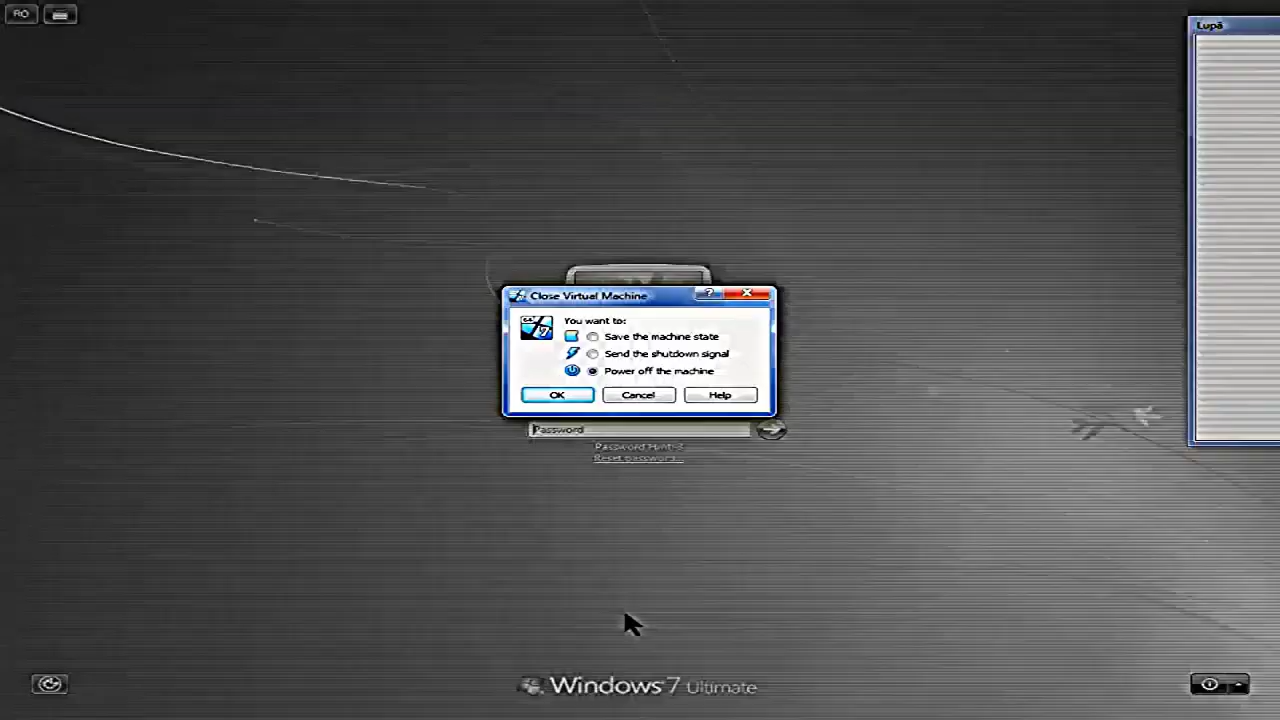 RO
Lupă
Close Virtual Machine
You want to:
Save the machine state
Send the shutdown signal
Power off the machine
OK
Cancel
Help
Password
Password Hint:
Reset password...
Windows 7 Ultimate